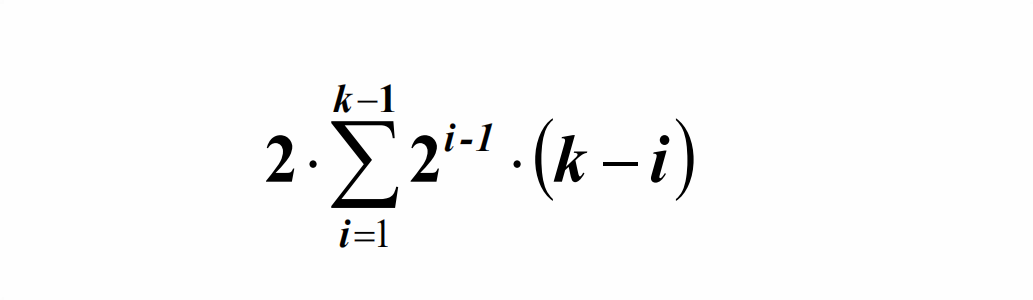 2 · ∑_{i=1}^{k−1} 2^{i-1} · (k − i)